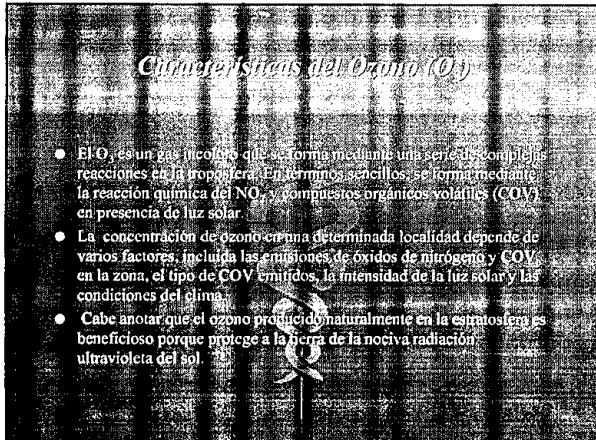 Características del Ozono (O₃)
● El O₃ es un gas incoloro que se forma mediante una serie de complejas
reacciones en la troposfera. En términos sencillos, se forma mediante
la reacción química del NO₂ y compuestos orgánicos volátiles (COV)
en presencia de luz solar.
● La concentración de ozono en una determinada localidad depende de
varios factores, incluida las emisiones de óxidos de nitrógeno y COV
en la zona, el tipo de COV emitidos, la intensidad de la luz solar y las
condiciones del clima.
● Cabe anotar que el ozono producido naturalmente en la estratosfera es
beneficioso porque protege a la tierra de la nociva radiación
ultravioleta del sol.